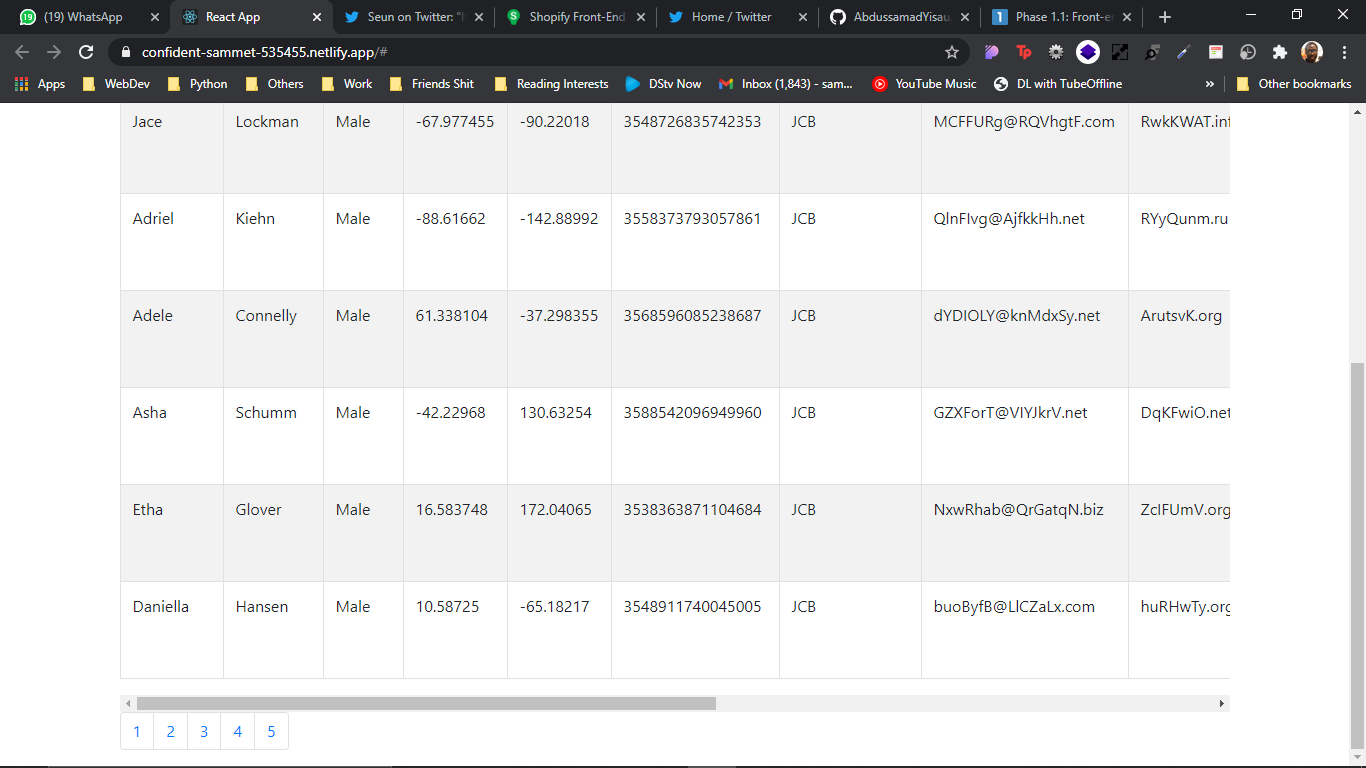 (19) WhatsApp React App Seun on Twitter: "I Shopify Front-End Home / Twitter AbdussamadYisau Phase 1.1: Front-e
confident-sammet-535455.netlify.app/#
Apps WebDev Python Others Work Friends Shit Reading Interests DStv Now Inbox (1,843) - sam... YouTube Music DL with TubeOffline » Other bookmarks
Jace Lockman Male -67.977455 -90.22018 3548726835742353 JCB MCFFURg@RQVhgtF.com RwkKWAT.inf
Adriel Kiehn Male -88.61662 -142.88992 3558373793057861 JCB QlnFIvg@AjfkkHh.net RYyQunm.ru
Adele Connelly Male 61.338104 -37.298355 3568596085238687 JCB dYDIOLY@knMdxSy.net ArutsvK.org
Asha Schumm Male -42.22968 130.63254 3588542096949960 JCB GZXForT@VIYJkrV.net DqKFwiO.net
Etha Glover Male 16.583748 172.04065 3538363871104684 JCB NxwRhab@QrGatqN.biz ZcIFUmV.org
Daniella Hansen Male 10.58725 -65.18217 3548911740045005 JCB buoByfB@LlCZaLx.com huRHwTy.org
1 2 3 4 5